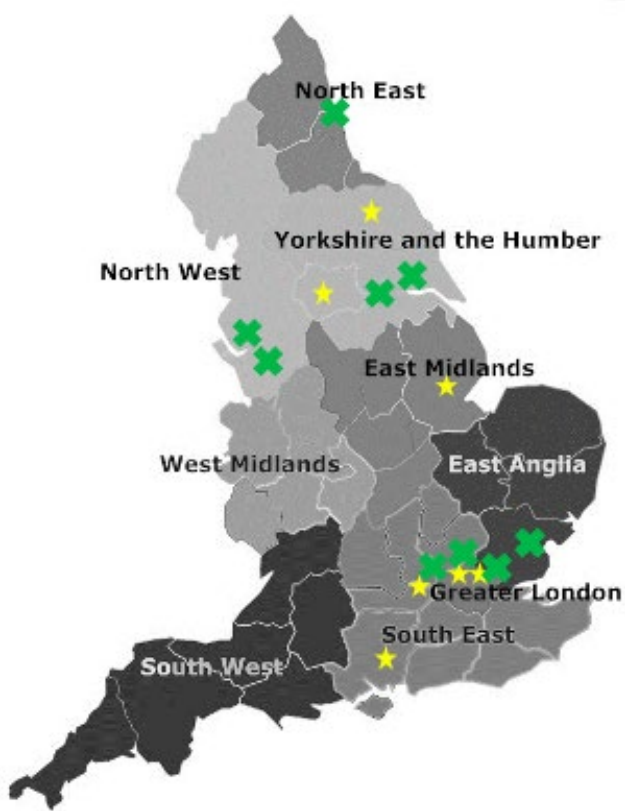 North East
Yorkshire and the Humber
North West
East Midlands
West Midlands
East Anglia
Greater London
South East
South West